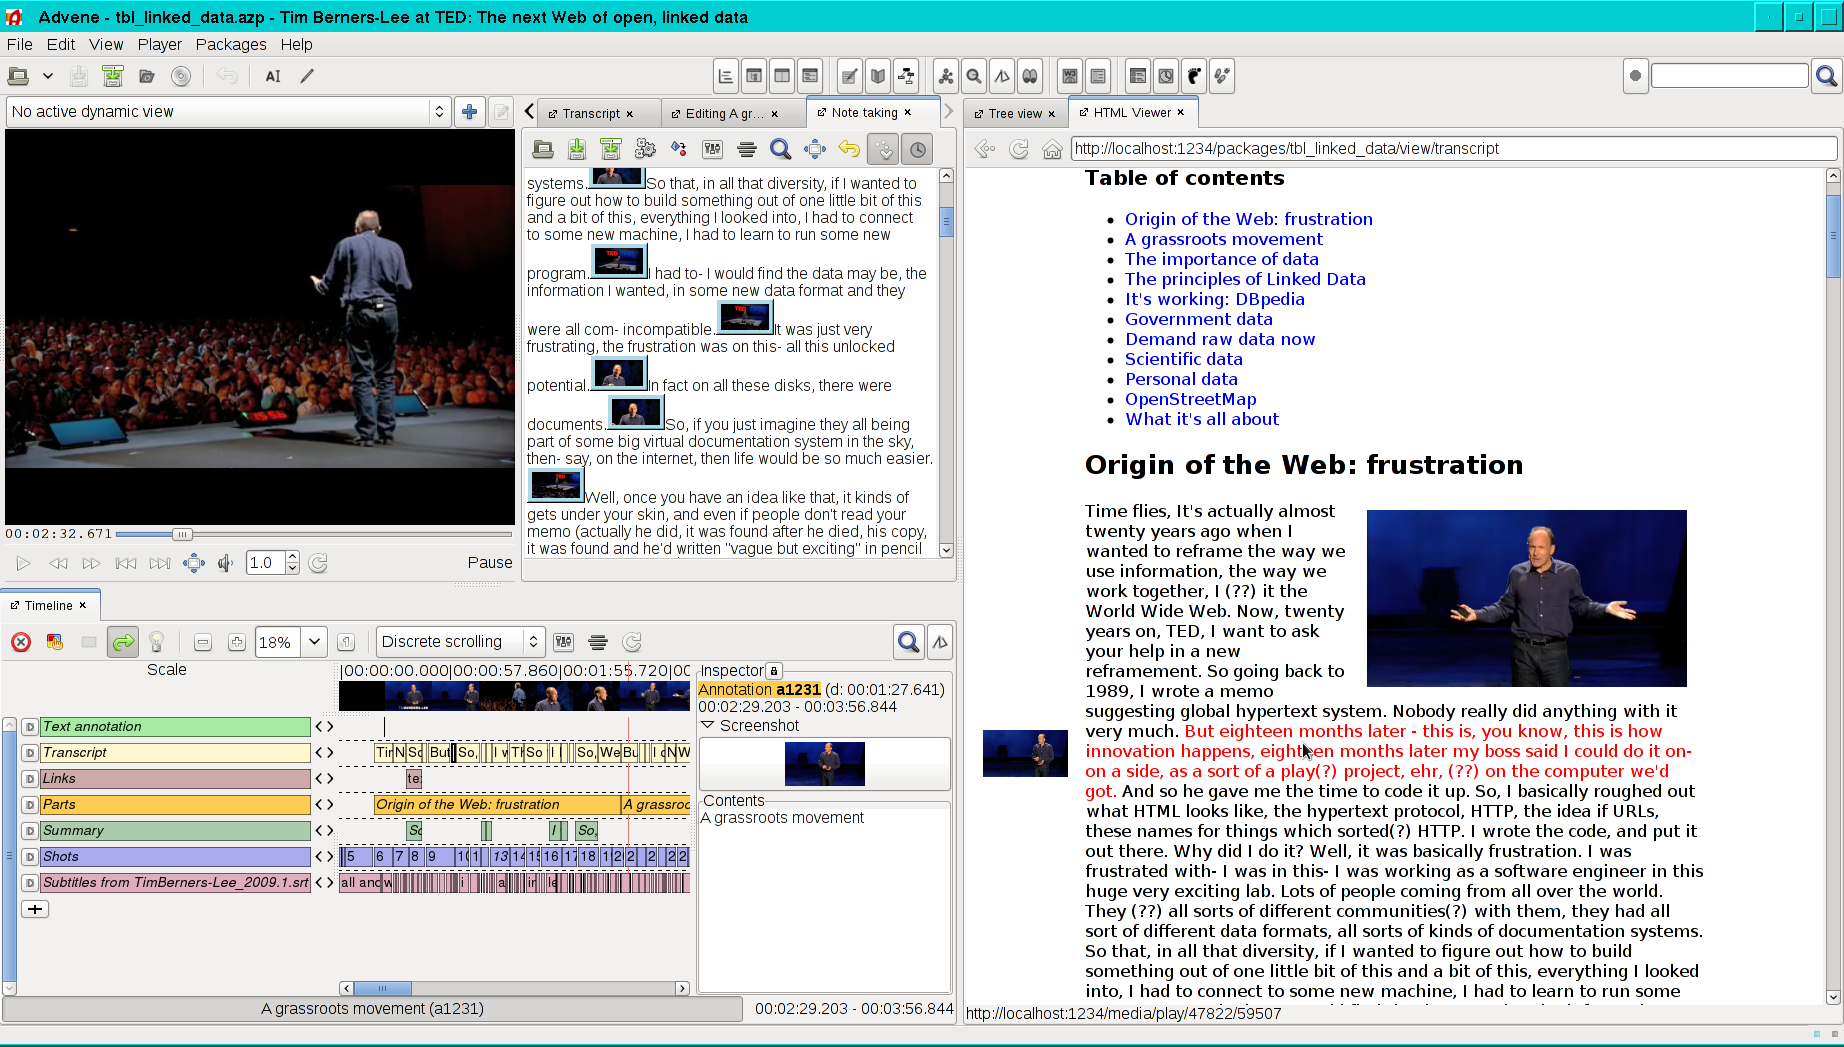 Advene - tbl_linked_data.azp - Tim Berners-Lee at TED: The next Web of open, linked data
File Edit View Player Packages Help
No active dynamic view
00:02:32.671
1.0
Pause
Transcript
Editing A gr...
Note taking
systems. So that, in all that diversity, if I wanted to
figure out how to build something out of one little bit of this
and a bit of this, everything I looked into, I had to connect
to some new machine, I had to learn to run some new
program. I had to- I would find the data may be, the
information I wanted, in some new data format and they
were all com- incompatible. It was just very
frustrating, the frustration was on this- all this unlocked
potential. In fact on all these disks, there were
documents. So, if you just imagine they all being
part of some big virtual documentation system in the sky,
then- say, on the internet, then life would be so much easier.
Well, once you have an idea like that, it kinds of
gets under your skin, and even if people don't read your
memo (actually he did, it was found after he died, his copy,
it was found and he'd written "vague but exciting" in pencil
Tree view
HTML Viewer
http://localhost:1234/packages/tbl_linked_data/view/transcript
Table of contents
Origin of the Web: frustration
A grassroots movement
The importance of data
The principles of Linked Data
It's working: DBpedia
Government data
Demand raw data now
Scientific data
Personal data
OpenStreetMap
What it's all about
Origin of the Web: frustration
Time flies, It's actually almost
twenty years ago when I
wanted to reframe the way we
use information, the way we
work together, I (??) it the
World Wide Web. Now, twenty
years on, TED, I want to ask
your help in a new
reframement. So going back to
1989, I wrote a memo
suggesting global hypertext system. Nobody really did anything with it
very much. But eighteen months later - this is, you know, this is how
innovation happens, eighteen months later my boss said I could do it on-
on a side, as a sort of a play(?) project, ehr, (??) on the computer we'd
got. And so he gave me the time to code it up. So, I basically roughed out
what HTML looks like, the hypertext protocol, HTTP, the idea if URLs,
these names for things which sorted(?) HTTP. I wrote the code, and put it
out there. Why did I do it? Well, it was basically frustration. I was
frustrated with- I was in this- I was working as a software engineer in this
huge very exciting lab. Lots of people coming from all over the world.
They (??) all sorts of different communities(?) with them, they had all
sort of different data formats, all sorts of kinds of documentation systems.
So that, in all that diversity, if I wanted to figure out how to build
something out of one little bit of this and a bit of this, everything I looked
into, I had to connect to some new machine, I had to learn to run some
http://localhost:1234/media/play/47822/59507
Timeline
18%
Discrete scrolling
Scale
|00:00:00.000|00:00:57.860|00:01:55.720|00
Text annotation
Transcript
Links
Parts
Origin of the Web: frustration
A grassroo
Summary
Shots
5 6 7 8 9
Subtitles from TimBerners-Lee_2009.1.srt
all and
Inspector
Annotation a1231 (d: 00:01:27.641)
00:02:29.203 - 00:03:56.844
Screenshot
Contents
A grassroots movement
A grassroots movement (a1231)
00:02:29.203 - 00:03:56.844